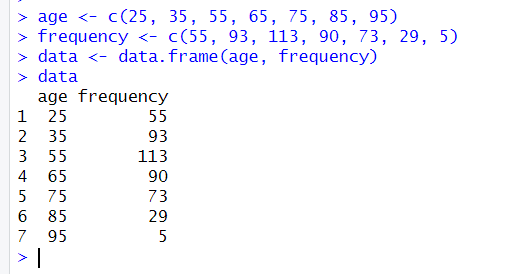 > age <- c(25, 35, 55, 65, 75, 85, 95)
> frequency <- c(55, 93, 113, 90, 73, 29, 5)
> data <- data.frame(age, frequency)
> data
  age frequency
1  25        55
2  35        93
3  55       113
4  65        90
5  75        73
6  85        29
7  95         5
>